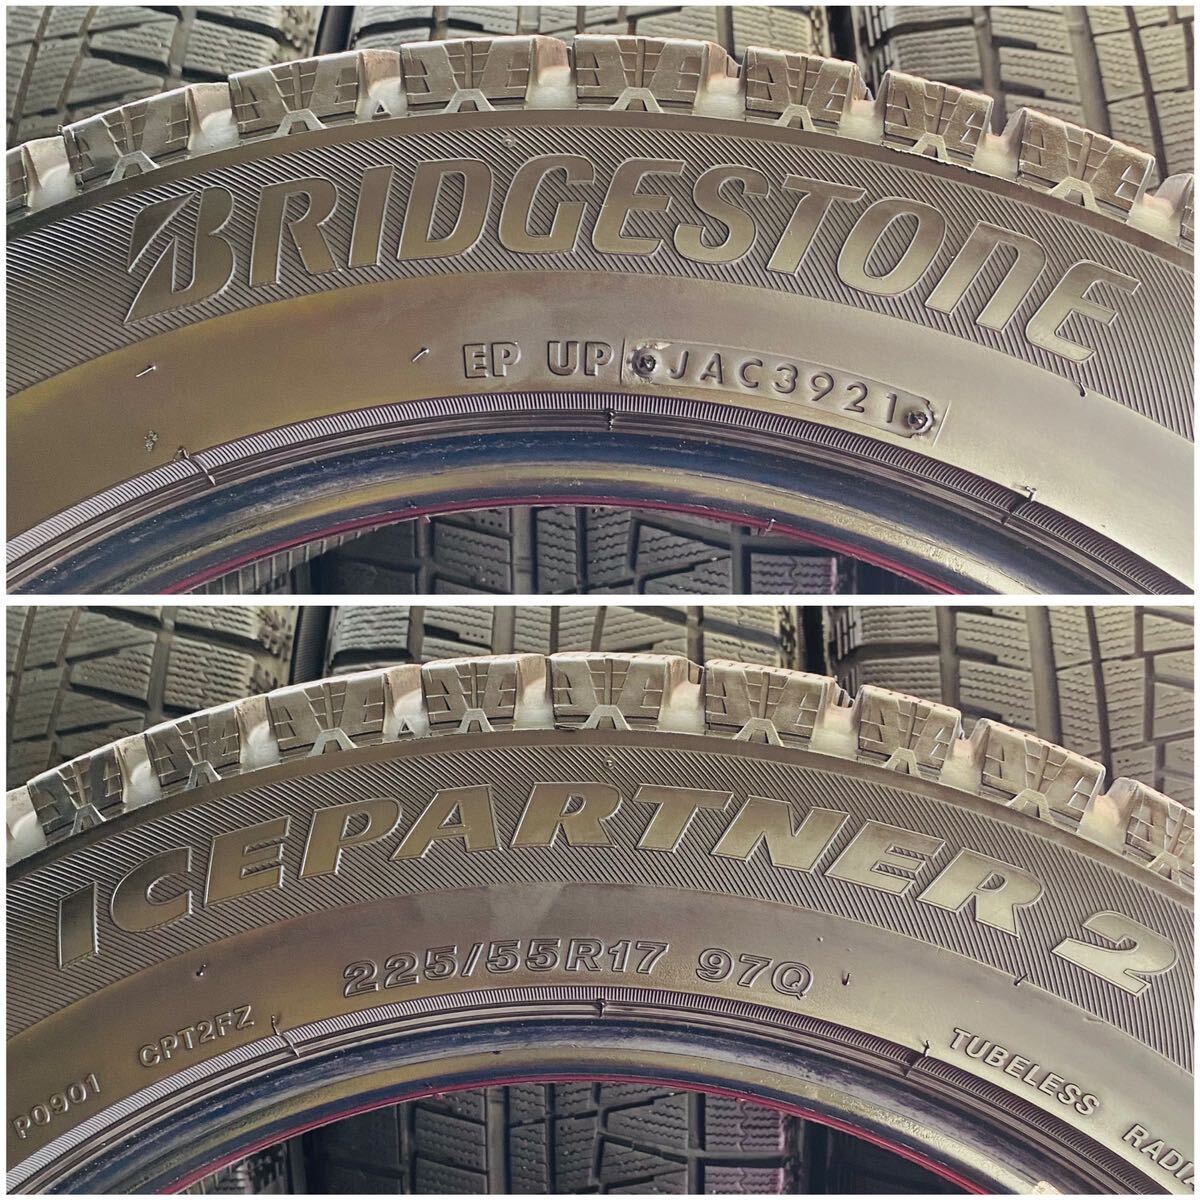 BRIDGESTONE
EP UP JAC3921
ICEPARTNER 2
225/55R17 97Q
P0901 CPT2FZ
TUBELESS